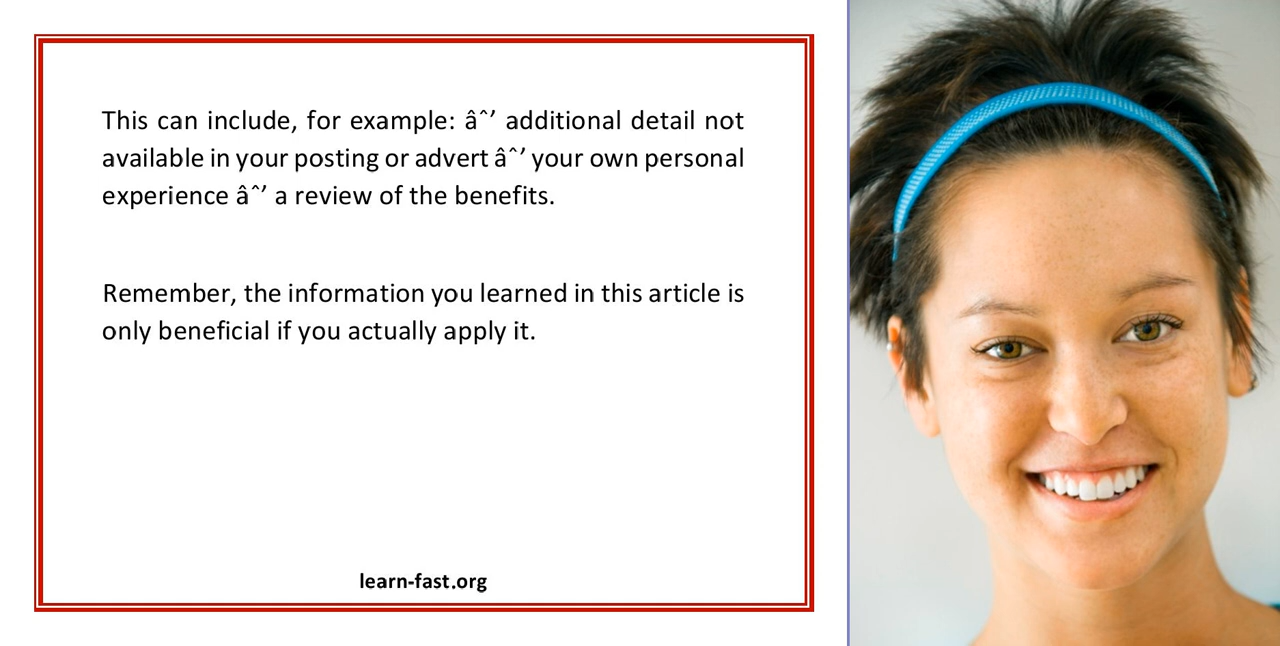 This can include, for example: âˆ’ additional detail not
available in your posting or advert âˆ’ your own personal
experience âˆ’ a review of the benefits.
Remember, the information you learned in this article is
only beneficial if you actually apply it.
learn-fast.org